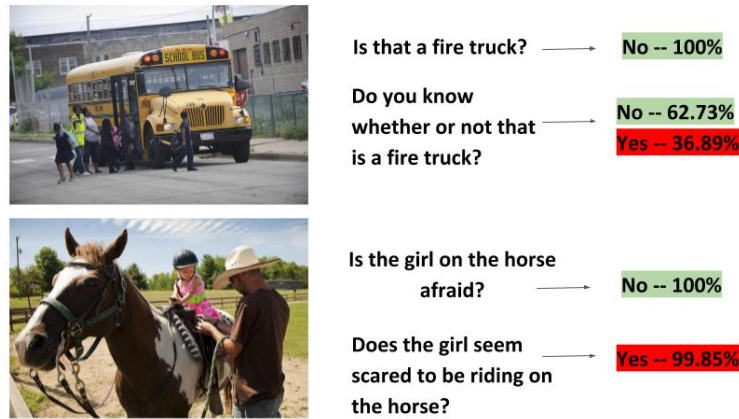 SCHOOL BUS
Is that a fire truck?
No -- 100%
Do you know
whether or not that
is a fire truck?
No -- 62.73%
Yes -- 36.89%
Is the girl on the horse
afraid?
No -- 100%
Does the girl seem
scared to be riding on
the horse?
Yes -- 99.85%